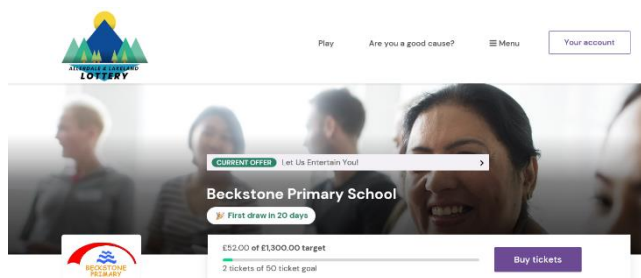 Play
Are you a good cause?
Menu
Your account
ALLERDALE & LAKELAND
LOTTERY
CURRENT OFFER Let Us Entertain You!
Beckstone Primary School
First draw in 20 days
£52.00 of £1,300.00 target
Buy tickets
2 tickets of 50 ticket goal
BECKSTONE
PRIMARY